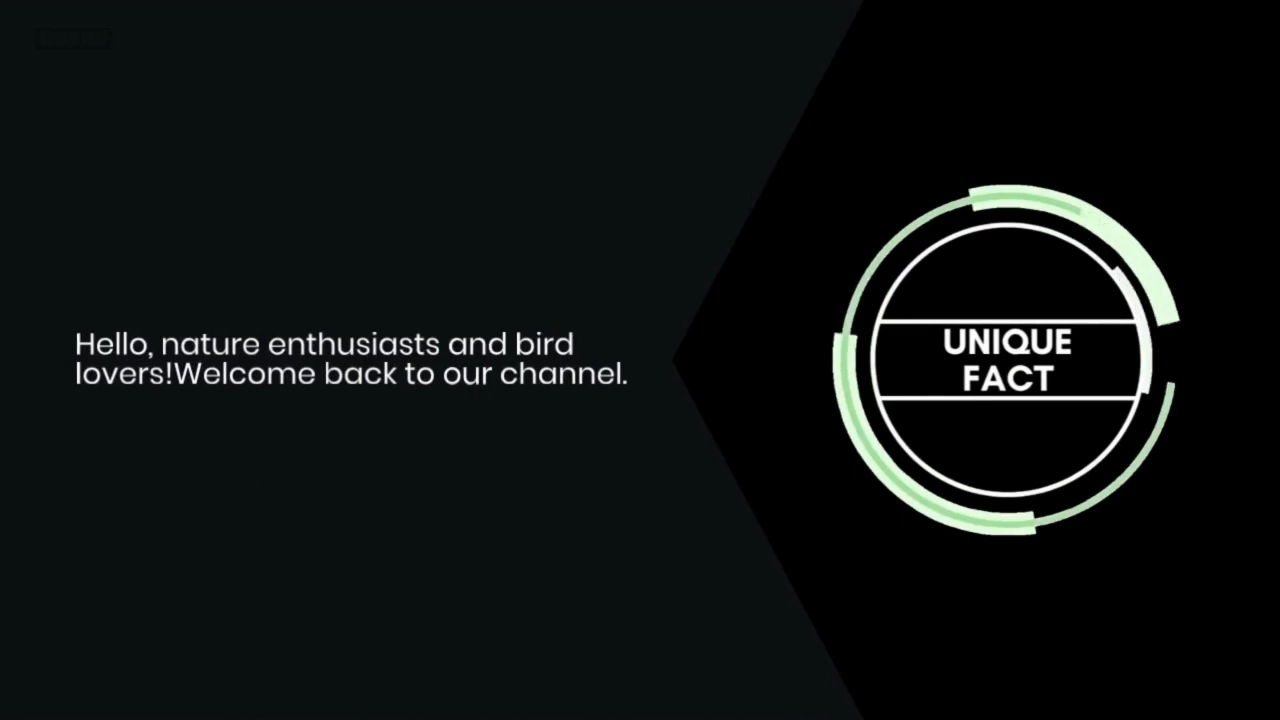 Hello, nature enthusiasts and bird
lovers!Welcome back to our channel.
UNIQUE
FACT